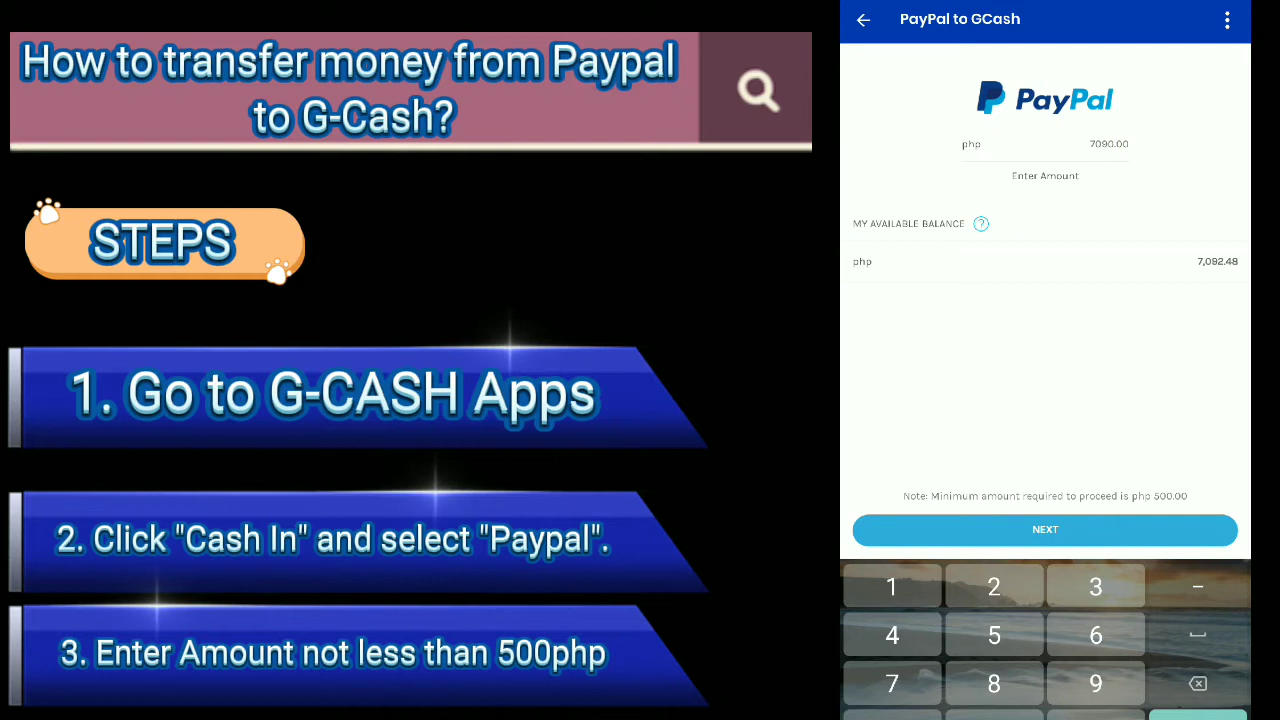 How to transfer money from Paypal
to G-Cash?
STEPS
1. Go to G-CASH Apps
2. Click "Cash In" and select "Paypal".
3. Enter Amount not less than 500php
PayPal to GCash
PayPal
php 7090.00
Enter Amount
MY AVAILABLE BALANCE ?
php 7,092.48
Note: Minimum amount required to proceed is php 500.00
NEXT
1 2 3 –
4 5 6
7 8 9